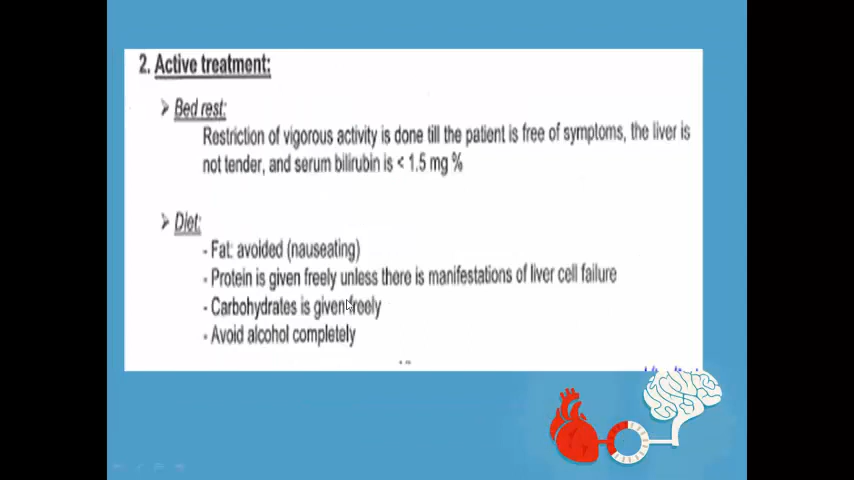 2. Active treatment:
➢ Bed rest:
Restriction of vigorous activity is done till the patient is free of symptoms, the liver is
not tender, and serum bilirubin is < 1.5 mg %
➢ Diet:
- Fat: avoided (nauseating)
- Protein is given freely unless there is manifestations of liver cell failure
- Carbohydrates is given freely
- Avoid alcohol completely